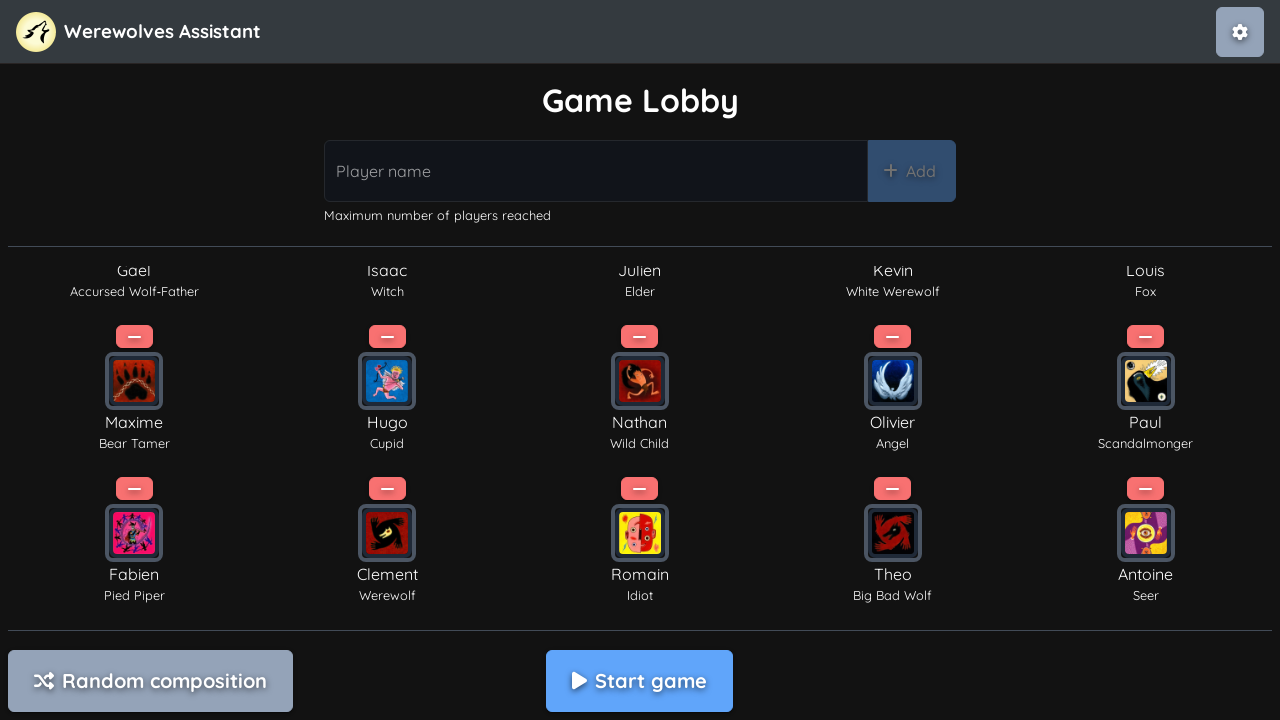 Werewolves Assistant
Game Lobby
Player name
Add
Maximum number of players reached
Gael Isaac Julien Kevin Louis
Accursed Wolf-Father Witch Elder White Werewolf Fox
Maxime Hugo Nathan Olivier Paul
Bear Tamer Cupid Wild Child Angel Scandalmonger
Fabien Clement Romain Theo Antoine
Pied Piper Werewolf Idiot Big Bad Wolf Seer
Random composition
Start game